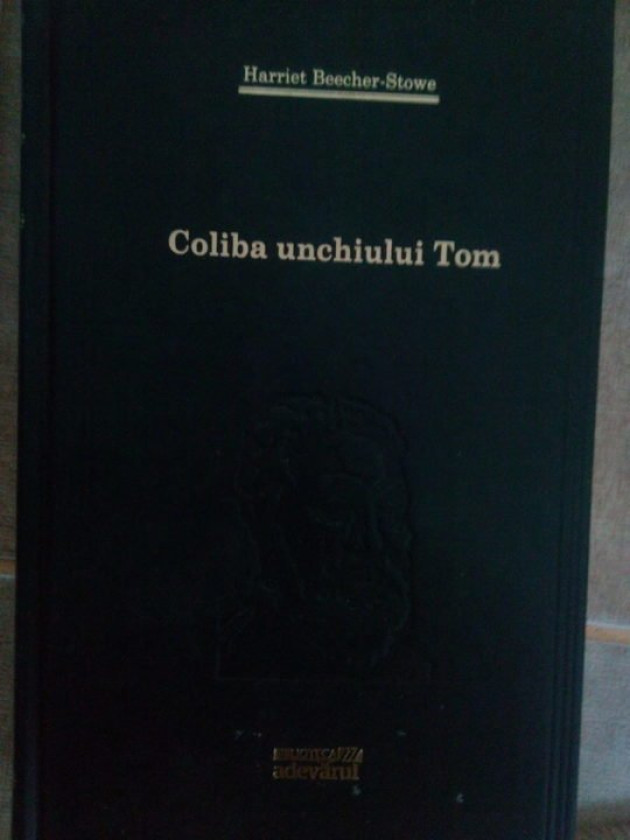 Harriet Beecher-Stowe
Coliba unchiului Tom
adevărul